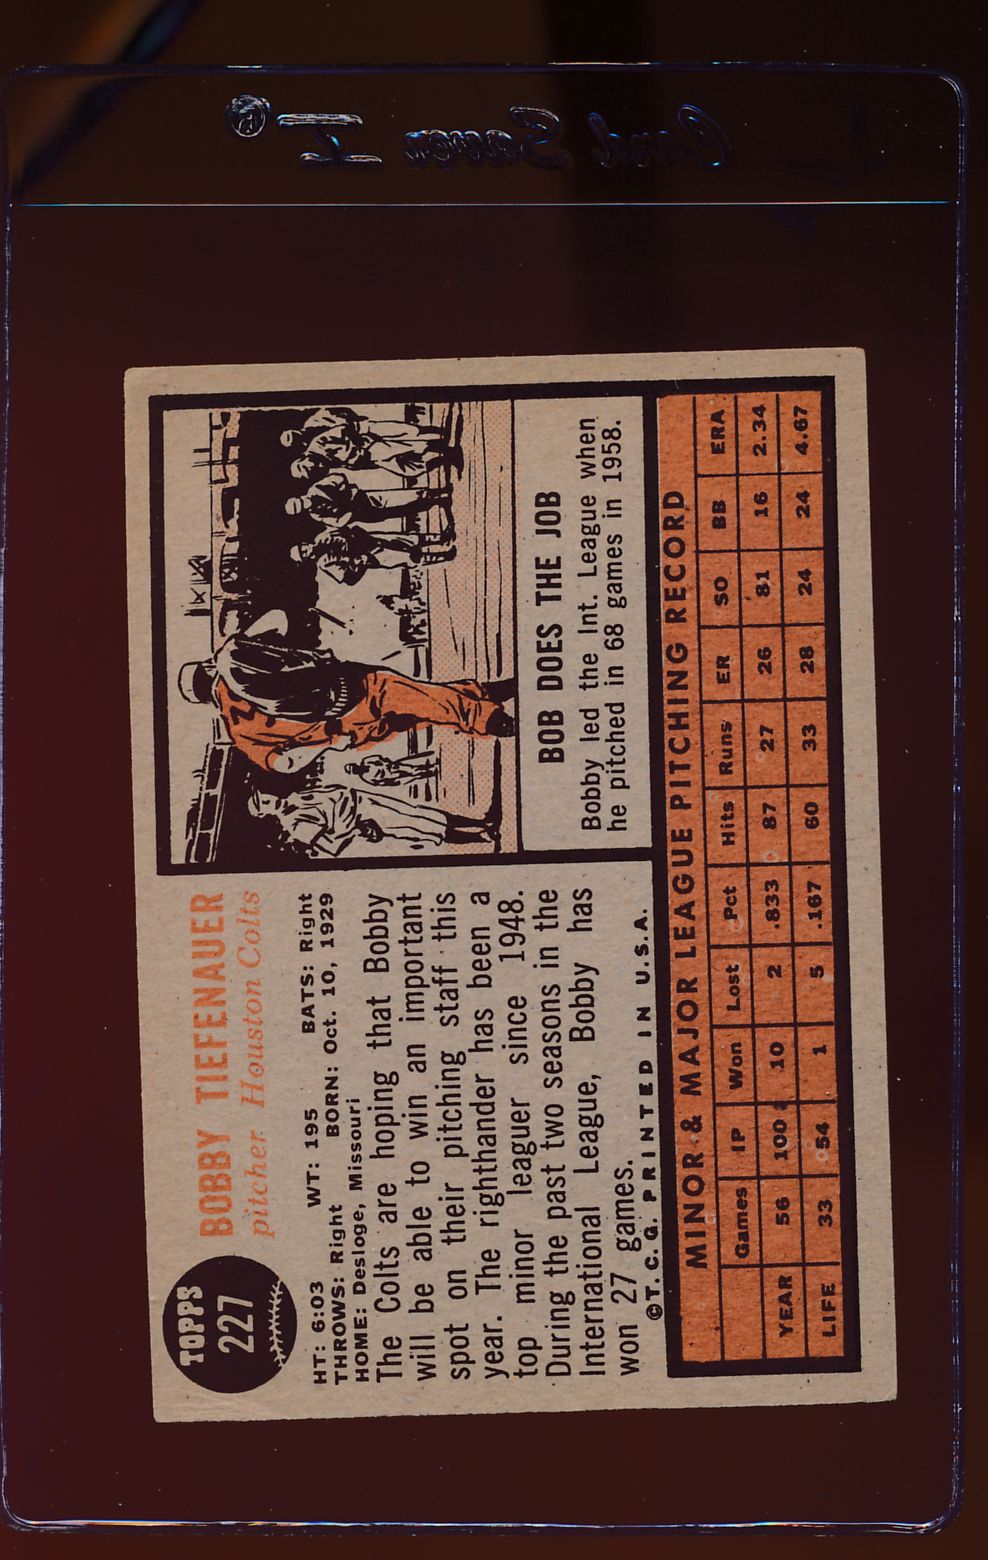 Card Saver I®
TOPPS
227
BOBBY TIEFENAUER
pitcher Houston Colts
HT: 6:03 WT: 195 BATS: Right
THROWS: Right BORN: Oct. 10, 1929
HOME: Desloge, Missouri
The Colts are hoping that Bobby
will be able to win an important
spot on their pitching staff this
year. The righthander has been a
top minor leaguer since 1948.
During the past two seasons in the
International League, Bobby has
won 27 games.
©T.C.G. PRINTED IN U.S.A.
BOB DOES THE JOB
Bobby led the Int. League when
he pitched in 68 games in 1958.
MINOR & MAJOR LEAGUE PITCHING RECORD
Games IP Won Lost Pct Hits Runs ER SO BB ERA
YEAR 56 100 10 2 .833 87 27 26 81 16 2.34
LIFE 33 54 1 5 .167 60 33 28 24 24 4.67